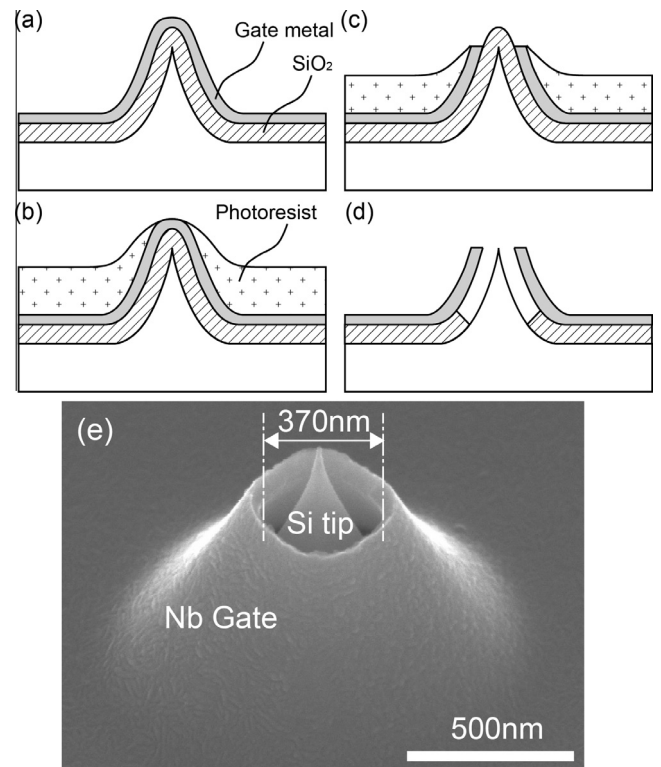 (a)
Gate metal
SiO₂
(c)
(b)
Photoresist
(d)
(e)
370nm
Si tip
Nb Gate
500nm